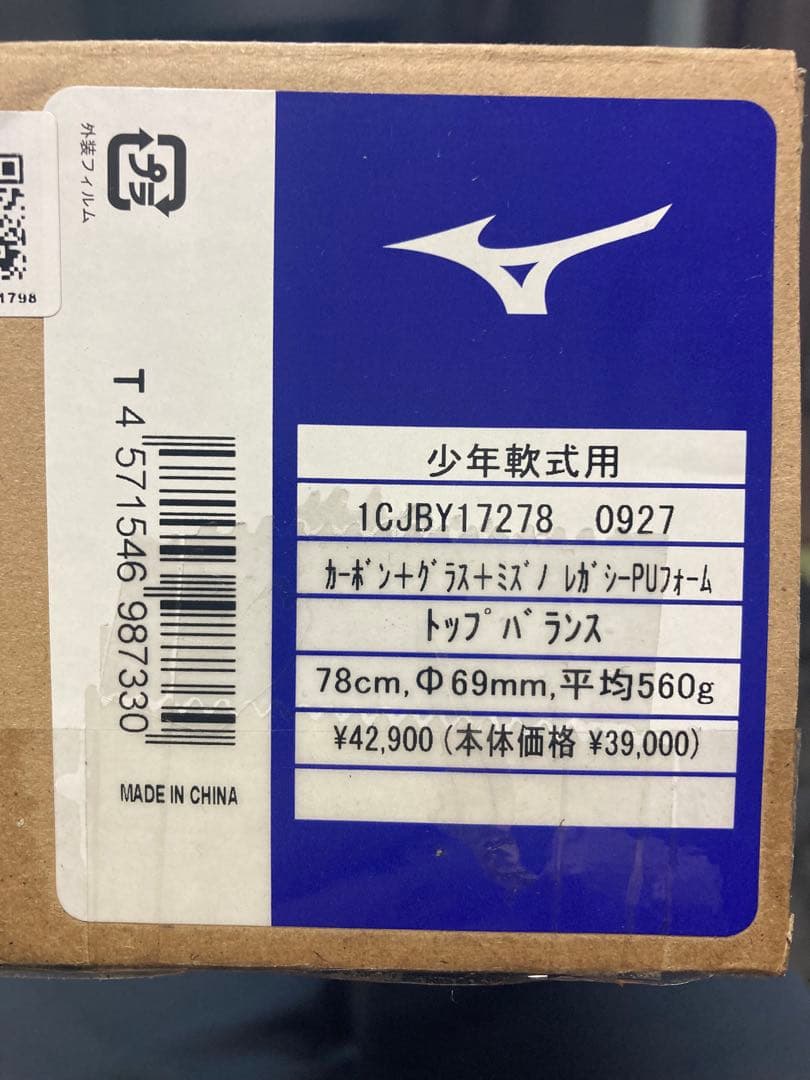 外装フィルム
プラ
1798
T 4 571546 987330
MADE IN CHINA
少年軟式用
1CJBY17278 0927
ｶｰﾎﾞﾝ+ｸﾞﾗｽ+ﾐｽﾞﾉ ﾚｶﾞｼｰPUﾌｫｰﾑ
ﾄｯﾌﾟﾊﾞﾗﾝｽ
78cm,Φ69mm,平均560g
¥42,900 (本体価格 ¥39,000)